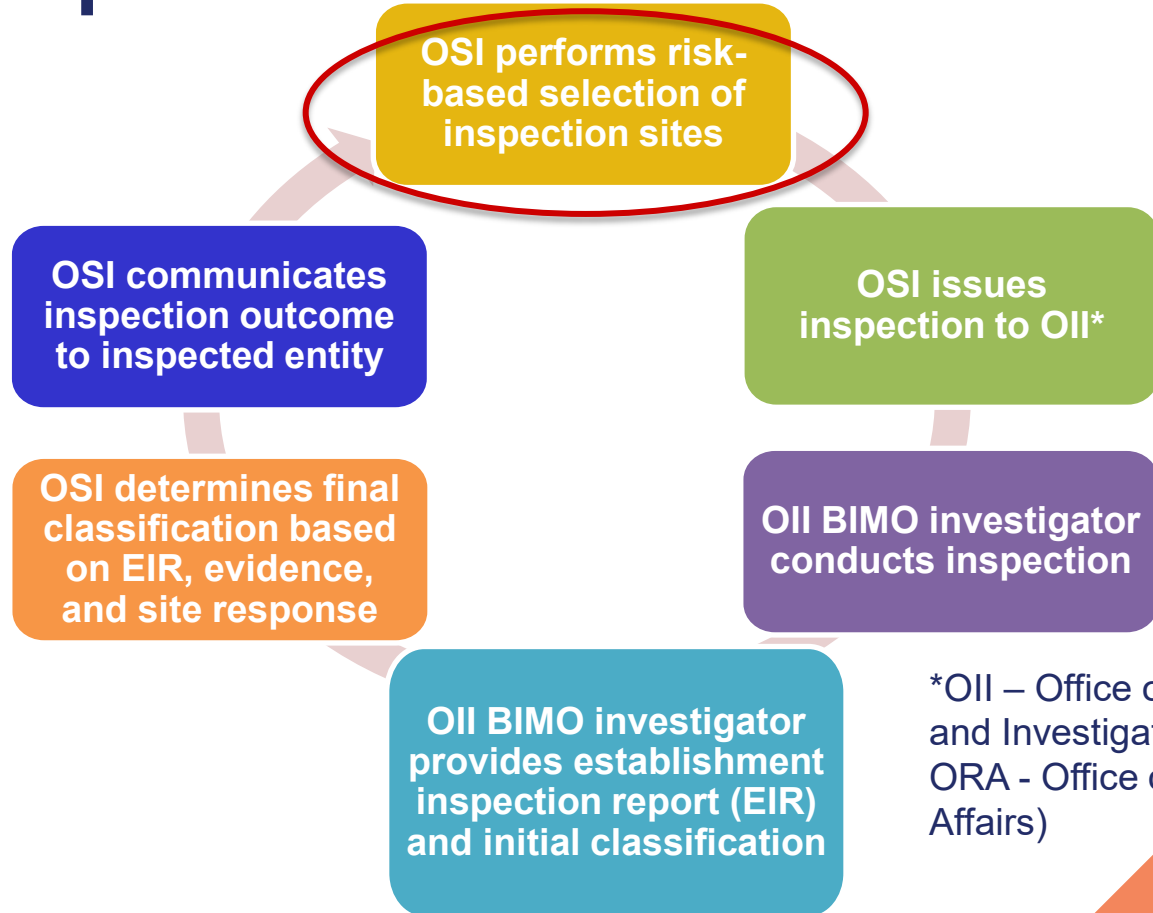 OSI performs risk-
based selection of
inspection sites
OSI issues
inspection to OII*
OII BIMO investigator
conducts inspection
OII BIMO investigator
provides establishment
inspection report (EIR)
and initial classification
OSI determines final
classification based
on EIR, evidence,
and site response
OSI communicates
inspection outcome
to inspected entity
*OII – Office
and
ORA - Office
Affairs)